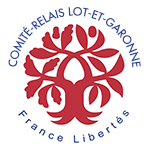 COMITÉ-RELAIS LOT-ET-GARONNE
France Libertés